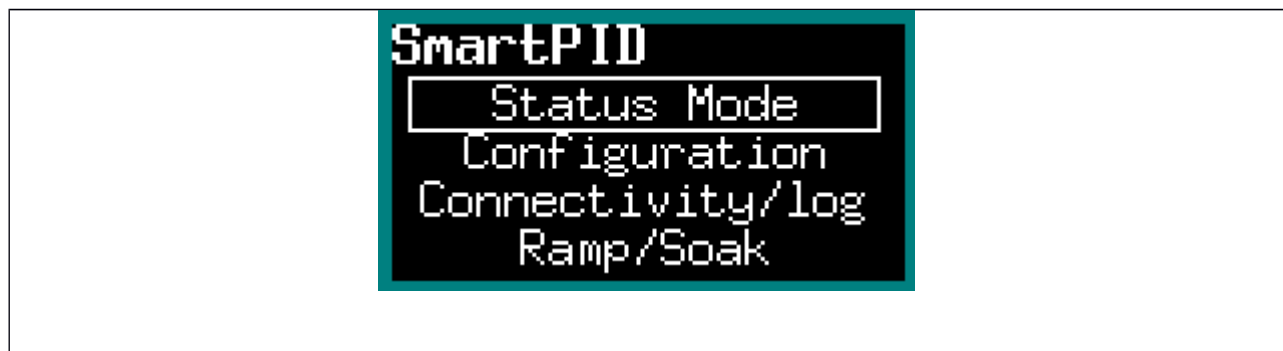 SmartPID
Status Mode
Configuration
Connectivity/log
Ramp/Soak